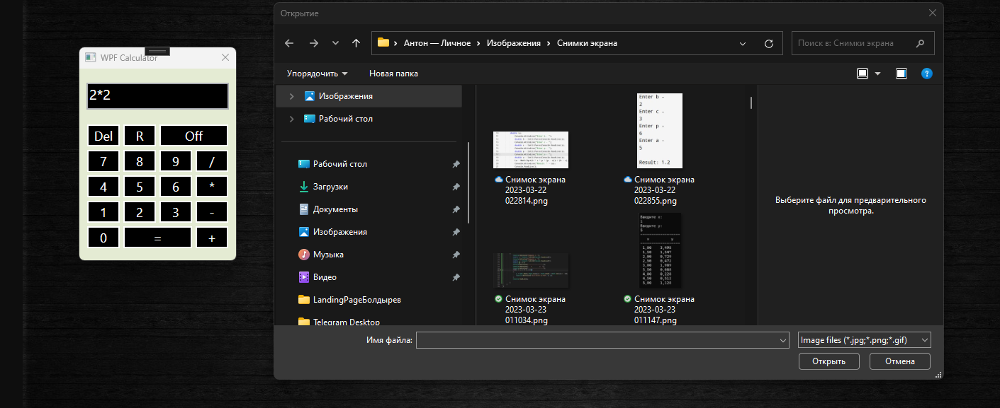 WPF Calculator
2*2
Del R Off
7 8 9 /
4 5 6 *
1 2 3 -
0 = +
Открытие
Антон — Личное > Изображения > Снимки экрана
Поиск в: Снимки экрана
Упорядочить
Новая папка
?
Изображения
Рабочий стол
Рабочий стол
Загрузки
Документы
Изображения
Музыка
Видео
LandingPageБолдырев
Telegram Desktop
Enter b -
2
Enter c -
3
Enter p -
6
Enter a -
5
Result: 1.2
Снимок экрана
2023-03-22
022814.png
Снимок экрана
2023-03-22
022855.png
Введите x:
1
Введите y:
5
x y
Снимок экрана
2023-03-23
011034.png
Снимок экрана
2023-03-23
011147.png
Выберите файл для предварительного
просмотра.
Имя файла:
Image files (*.jpg;*.png;*.gif)
Открыть
Отмена